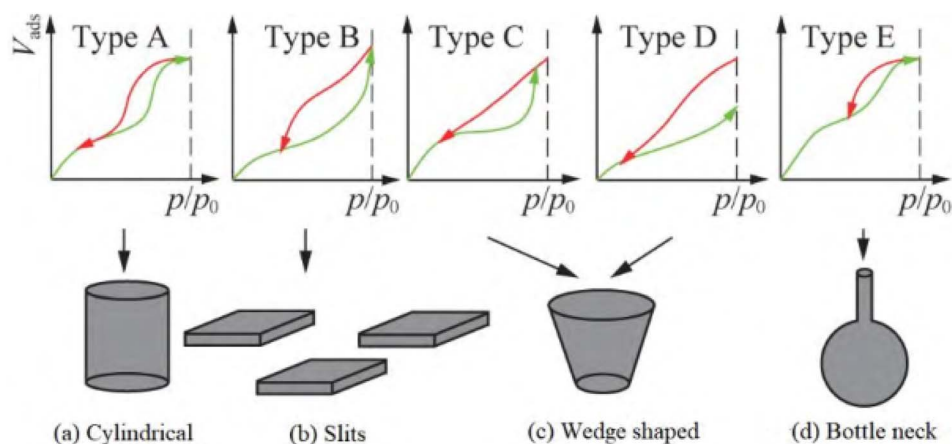 V_ads
Type A
Type B
Type C
Type D
Type E
p/p₀
p/p₀
p/p₀
p/p₀
p/p₀
(a) Cylindrical
(b) Slits
(c) Wedge shaped
(d) Bottle neck